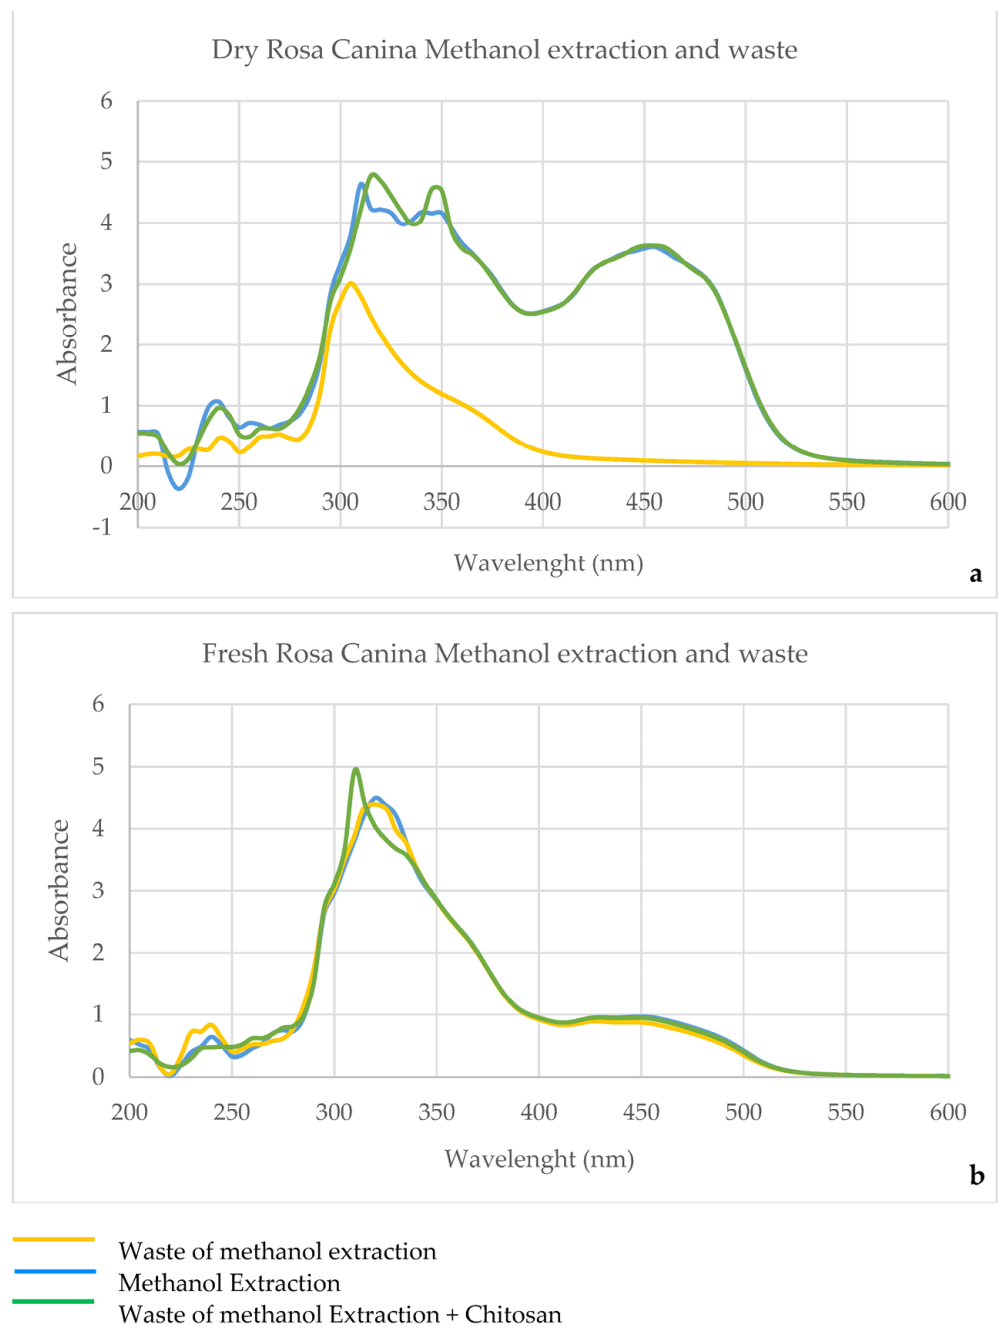 Dry Rosa Canina Methanol extraction and waste
6
5
4
3
2
1
0
-1
200 250 300 350 400 450 500 550 600
Absorbance
Wavelenght (nm)
a
Fresh Rosa Canina Methanol extraction and waste
6
5
4
3
2
1
0
200 250 300 350 400 450 500 550 600
Absorbance
Wavelenght (nm)
b
Waste of methanol extraction
Methanol Extraction
Waste of methanol Extraction + Chitosan